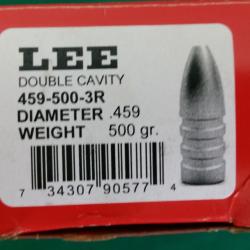 LEE
DOUBLE CAVITY
459-500-3R
DIAMETER .459
WEIGHT 500 gr.
7 34307 90577 4